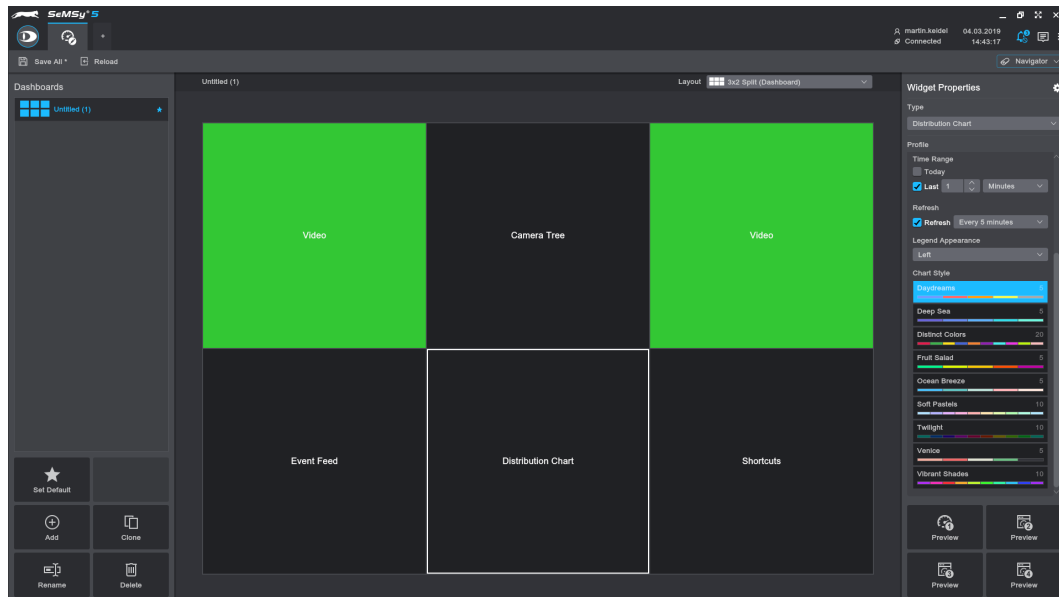 SeMSy® 5
martin.keidel 04.03.2019
Connected 14:43:17
Save All * Reload
Navigator
Dashboards
Untitled (1)
Untitled (1)
Layout 3x2 Split (Dashboard)
Video
Camera Tree
Video
Event Feed
Distribution Chart
Shortcuts
Set Default
Add
Clone
Rename
Delete
Widget Properties
Type
Distribution Chart
Profile
Time Range
Today
Last 1 Minutes
Refresh
Refresh Every 5 minutes
Legend Appearance
Left
Chart Style
Daydreams 5
Deep Sea 5
Distinct Colors 20
Fruit Salad 5
Ocean Breeze 5
Soft Pastels 10
Twilight 10
Venice 5
Vibrant Shades 10
1
Preview
2
Preview
3
Preview
4
Preview